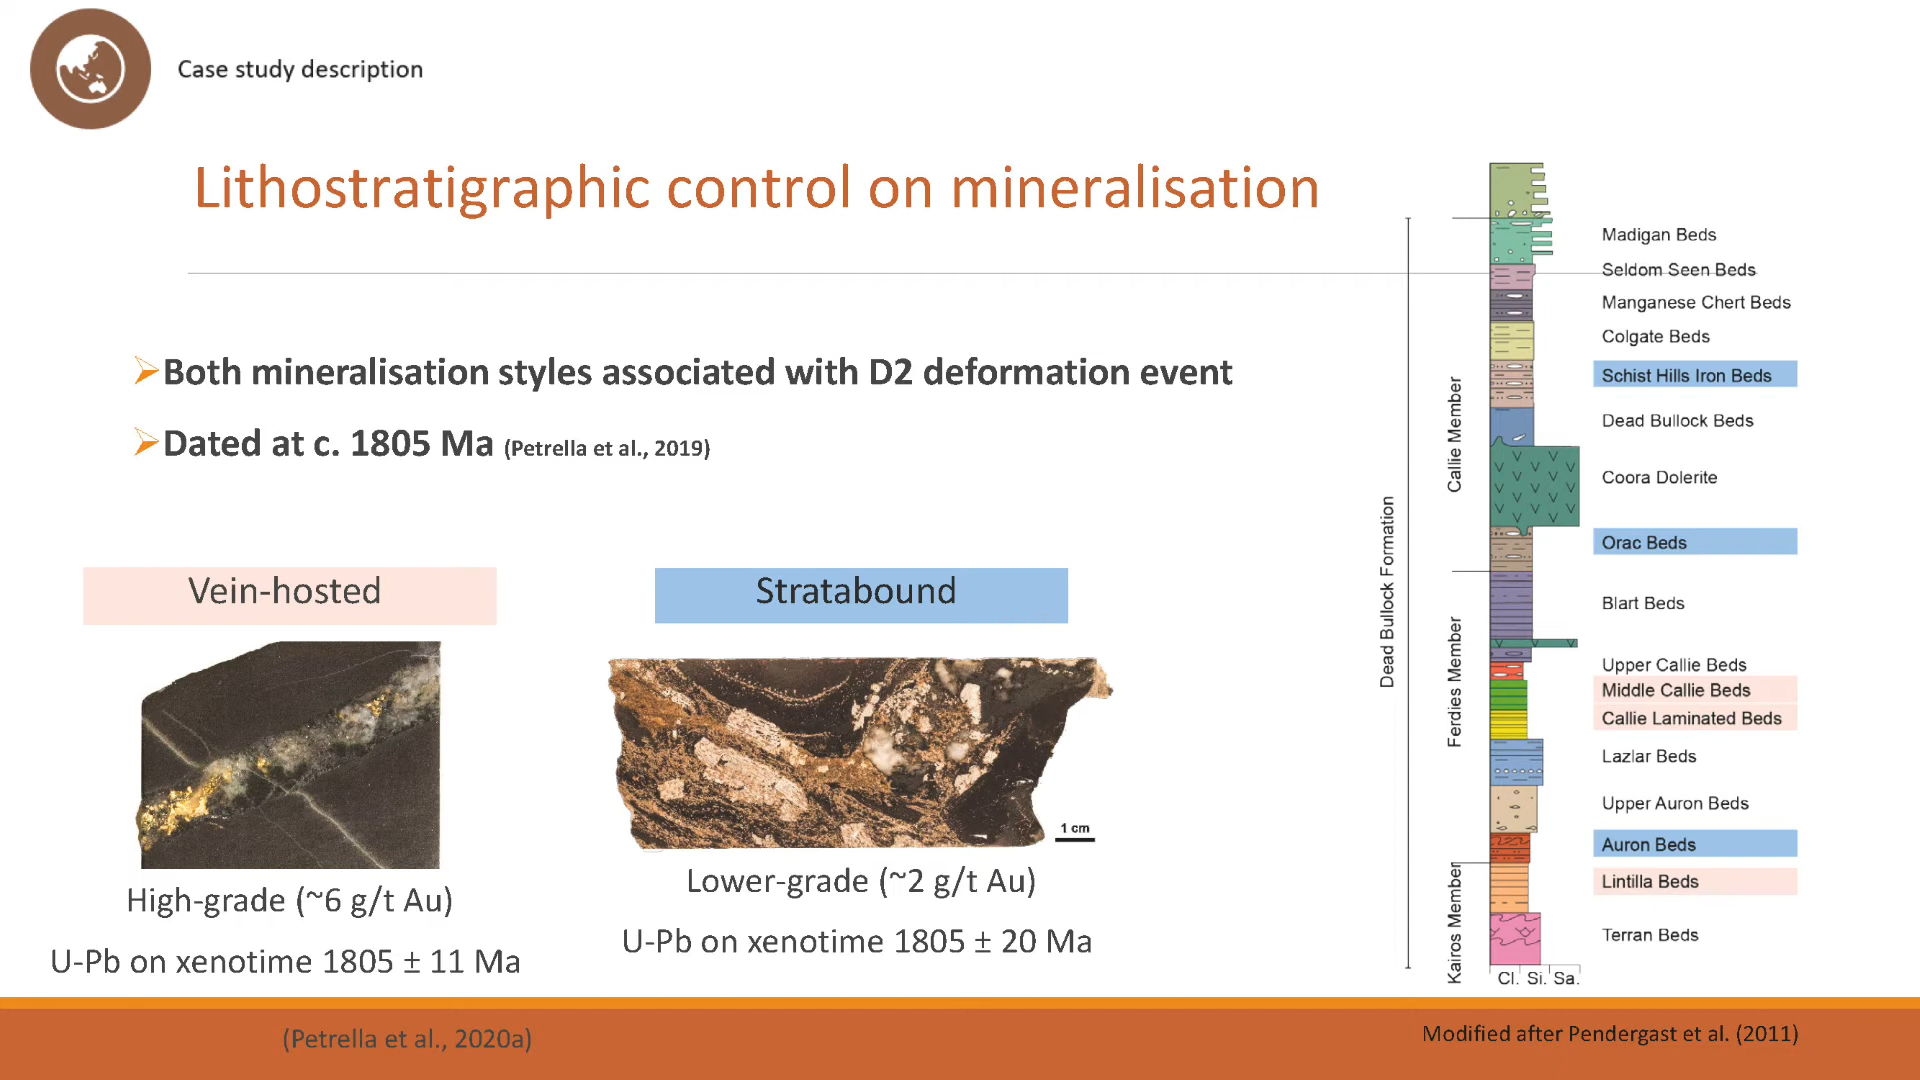 Case study description
Lithostratigraphic control on mineralisation
Both mineralisation styles associated with D2 deformation event
Dated at c. 1805 Ma (Petrella et al., 2019)
Vein-hosted
High-grade (~6 g/t Au)
U-Pb on xenotime 1805 ± 11 Ma
Stratabound
1 cm
Lower-grade (~2 g/t Au)
U-Pb on xenotime 1805 ± 20 Ma
Dead Bullock Formation
Callie Member
Ferdies Member
Kairos Member
Madigan Beds
Seldom Seen Beds
Manganese Chert Beds
Colgate Beds
Schist Hills Iron Beds
Dead Bullock Beds
Coora Dolerite
Orac Beds
Blart Beds
Upper Callie Beds
Middle Callie Beds
Callie Laminated Beds
Lazlar Beds
Upper Auron Beds
Auron Beds
Lintilla Beds
Terran Beds
Cl. Si. Sa.
(Petrella et al., 2020a)
Modified after Pendergast et al. (2011)